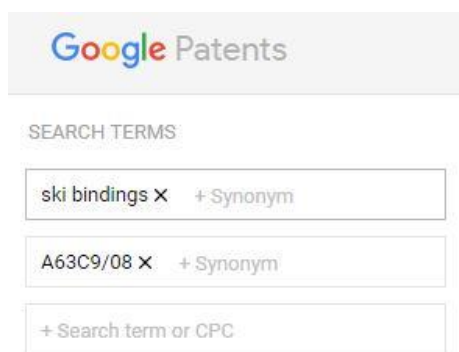 Google Patents
SEARCH TERMS
ski bindings × + Synonym
A63C9/08 × + Synonym
+ Search term or CPC